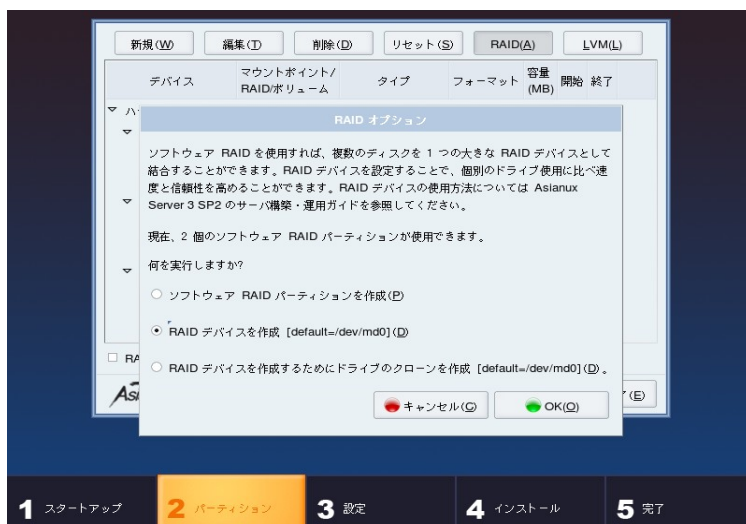 新規(W) 編集(T) 削除(D) リセット(S) RAID(A) LVM(L)
デバイス マウントポイント/ RAID/ボリューム タイプ フォーマット 容量 (MB) 開始 終了
RAID オプション
ソフトウェア RAID を使用すれば、複数のディスクを 1 つの大きな RAID デバイスとして
結合することができます。RAID デバイスを設定することで、個別のドライブ使用に比べ速
度と信頼性を高めることができます。RAID デバイスの使用方法については Asianux
Server 3 SP2 のサーバ構築・運用ガイドを参照してください。
現在、2 個のソフトウェア RAID パーティションが使用できます。
何を実行しますか?
ソフトウェア RAID パーティションを作成(P)
RAID デバイスを作成 [default=/dev/md0](D)
RAID デバイスを作成するためにドライブのクローンを作成 [default=/dev/md0](D)。
キャンセル(C) OK(O)
(E)
1 スタートアップ 2 パーティション 3 設定 4 インストール 5 完了